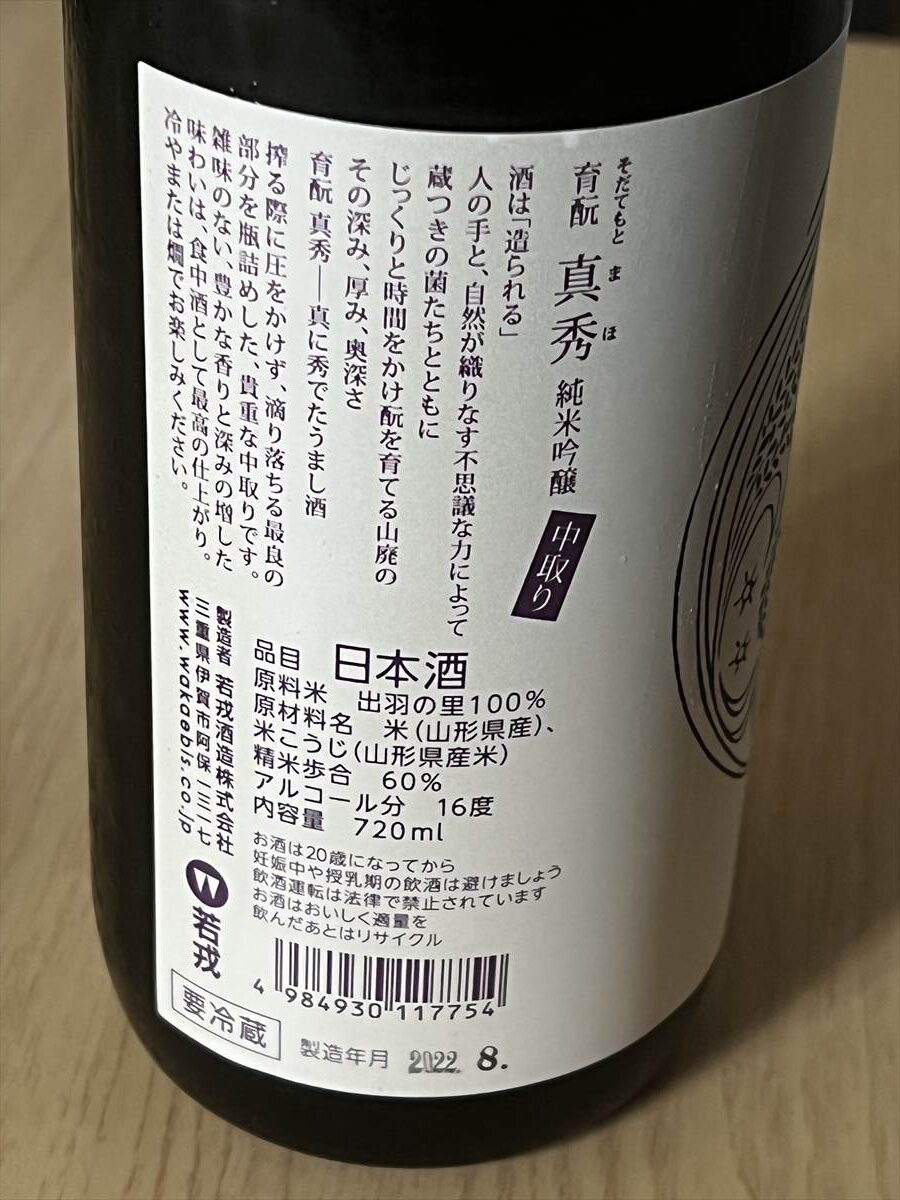 そだてもと まほ
育酛 真秀 純米吟醸 中取り
酒は「造られる」
人の手と、自然が織りなす不思議な力によって
蔵つきの菌たちとともに
じっくりと時間をかけ酛を育てる山廃の
その深み、厚み、奥深さ
育酛 真秀──真に秀でたうまし酒
搾る際に圧をかけず、滴り落ちる最良の
部分を瓶詰めした、貴重な中取りです。
雑味のない、豊かな香りと深みの増した
味わいは、食中酒として最高の仕上がり。
冷やまたは燗でお楽しみください。
品目 日本酒
原料米 出羽の里100%
原材料名 米(山形県産)、
米こうじ(山形県産米)
精米歩合 60%
アルコール分 16度
内容量 720ml
製造者 若戎酒造株式会社
三重県伊賀市阿保一三一七
www.wakaebis.co.jp
若戎
お酒は20歳になってから
妊娠中や授乳期の飲酒は避けましょう
飲酒運転は法律で禁止されています
お酒はおいしく適量を
飲んだあとはリサイクル
4 984930 117754
要冷蔵
製造年月 2022. 8.